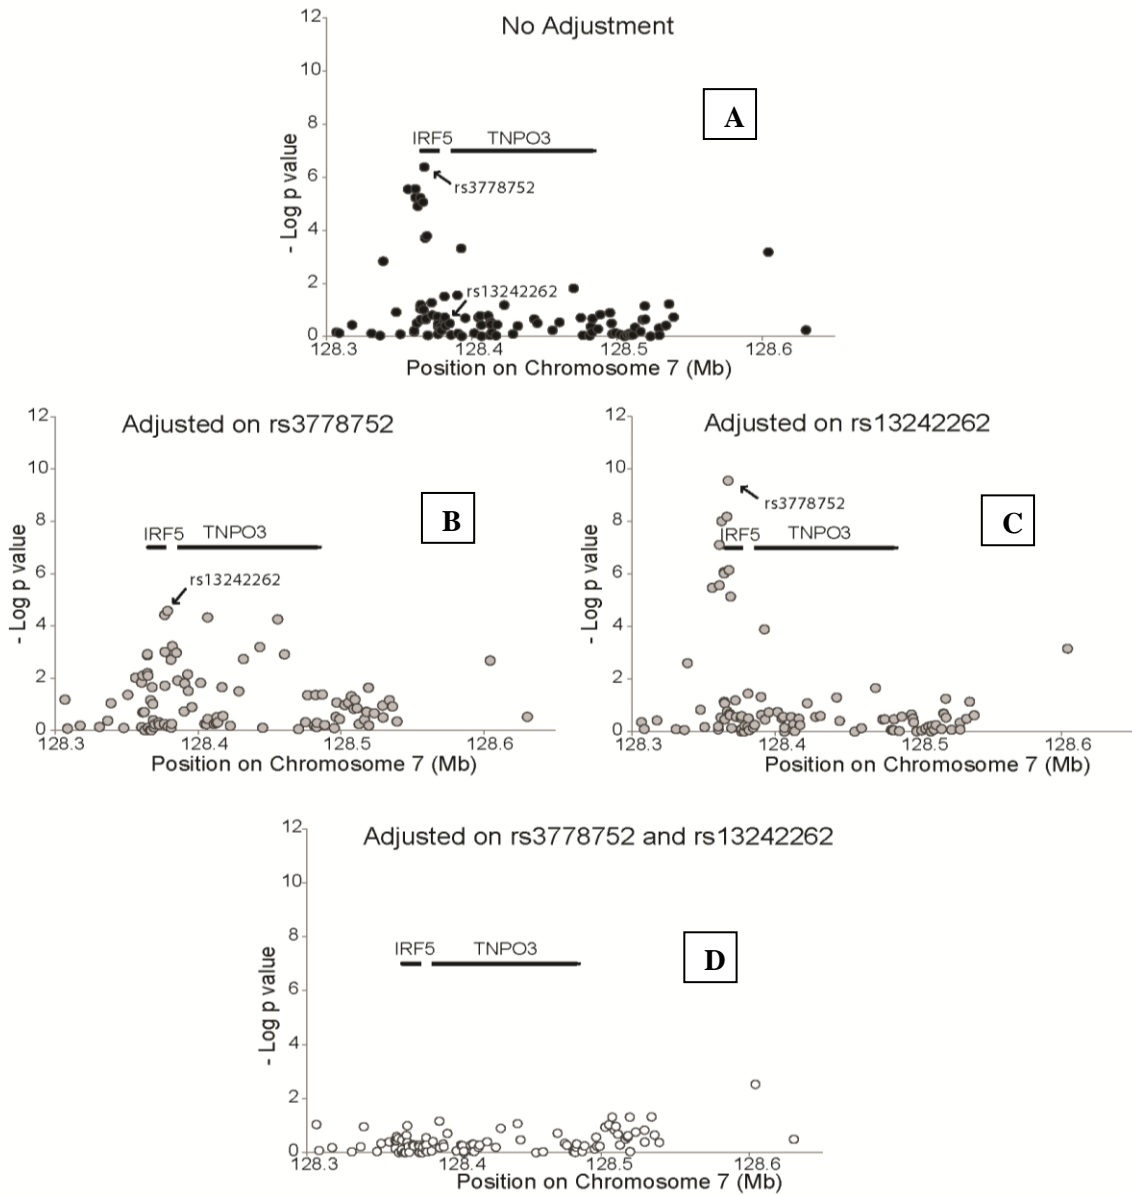 No Adjustment
A
12
10
8
6
4
2
0
- Log p value
IRF5 TNPO3
rs3778752
rs13242262
128.3 128.4 128.5 128.6
Position on Chromosome 7 (Mb)
Adjusted on rs3778752
B
12
10
8
6
4
2
0
- Log p value
IRF5 TNPO3
rs13242262
128.3 128.4 128.5 128.6
Position on Chromosome 7 (Mb)
Adjusted on rs13242262
C
12
10
8
6
4
2
0
- Log p value
rs3778752
IRF5 TNPO3
128.3 128.4 128.5 128.6
Position on Chromosome 7 (Mb)
Adjusted on rs3778752 and rs13242262
D
12
10
8
6
4
2
0
- Log p value
IRF5 TNPO3
128.3 128.4 128.5 128.6
Position on Chromosome 7 (Mb)